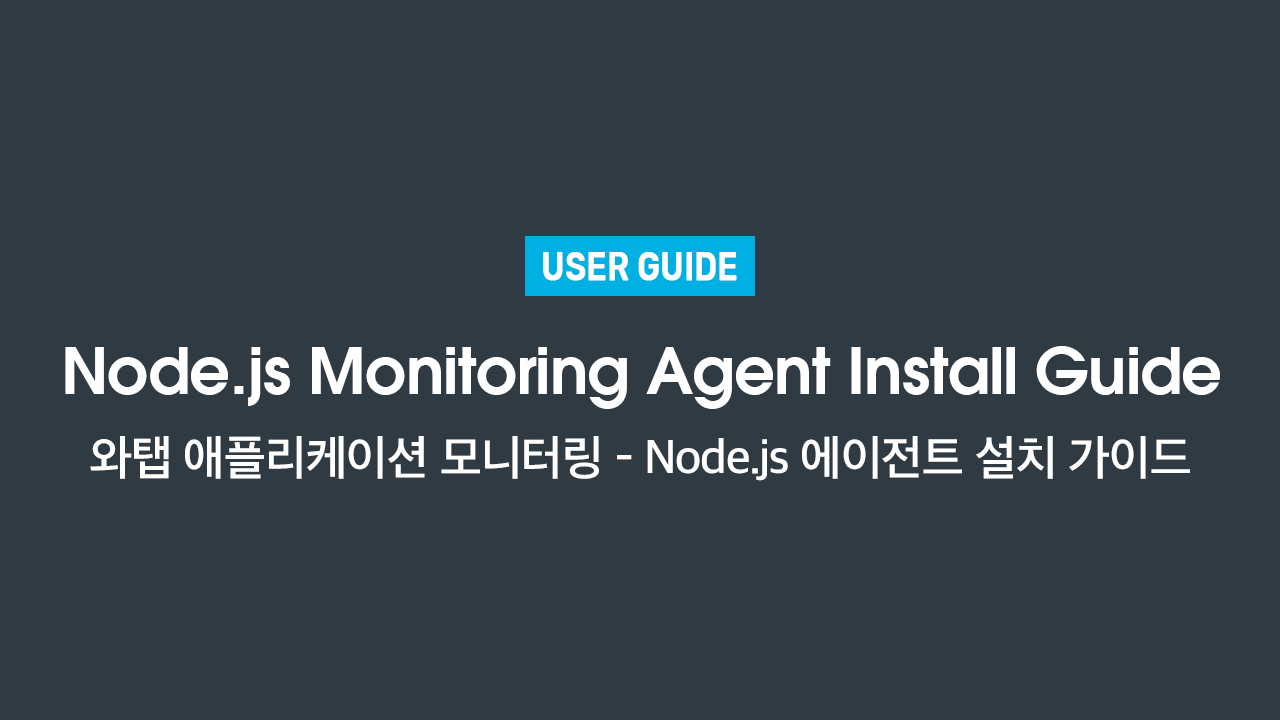 USER GUIDE
Node.js Monitoring Agent Install Guide
와탭 애플리케이션 모니터링 - Node.js 에이전트 설치 가이드